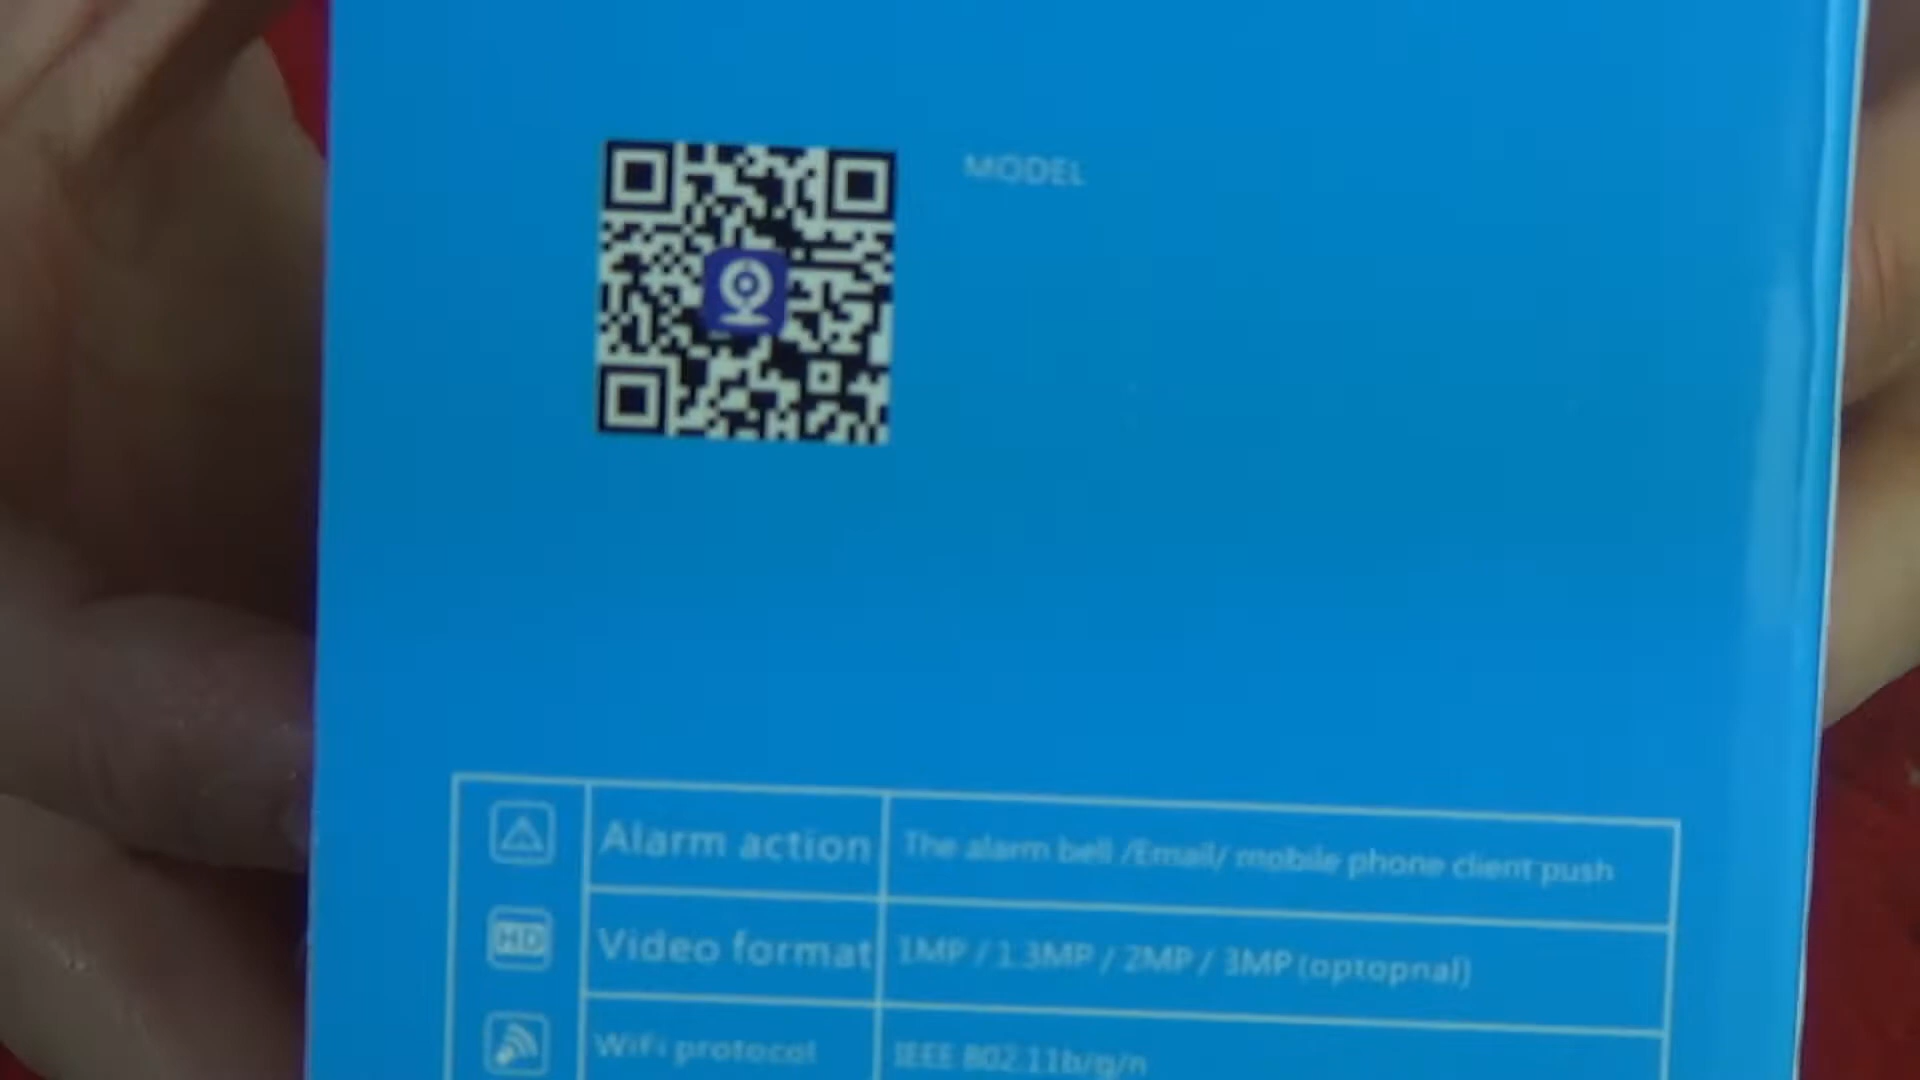 MODEL
Alarm action The alarm bell /Email/ mobile phone client push
HD Video format 1MP / 1.3MP / 2MP / 3MP (optopnal)
WiFi protocol IEEE 802.11b/g/n